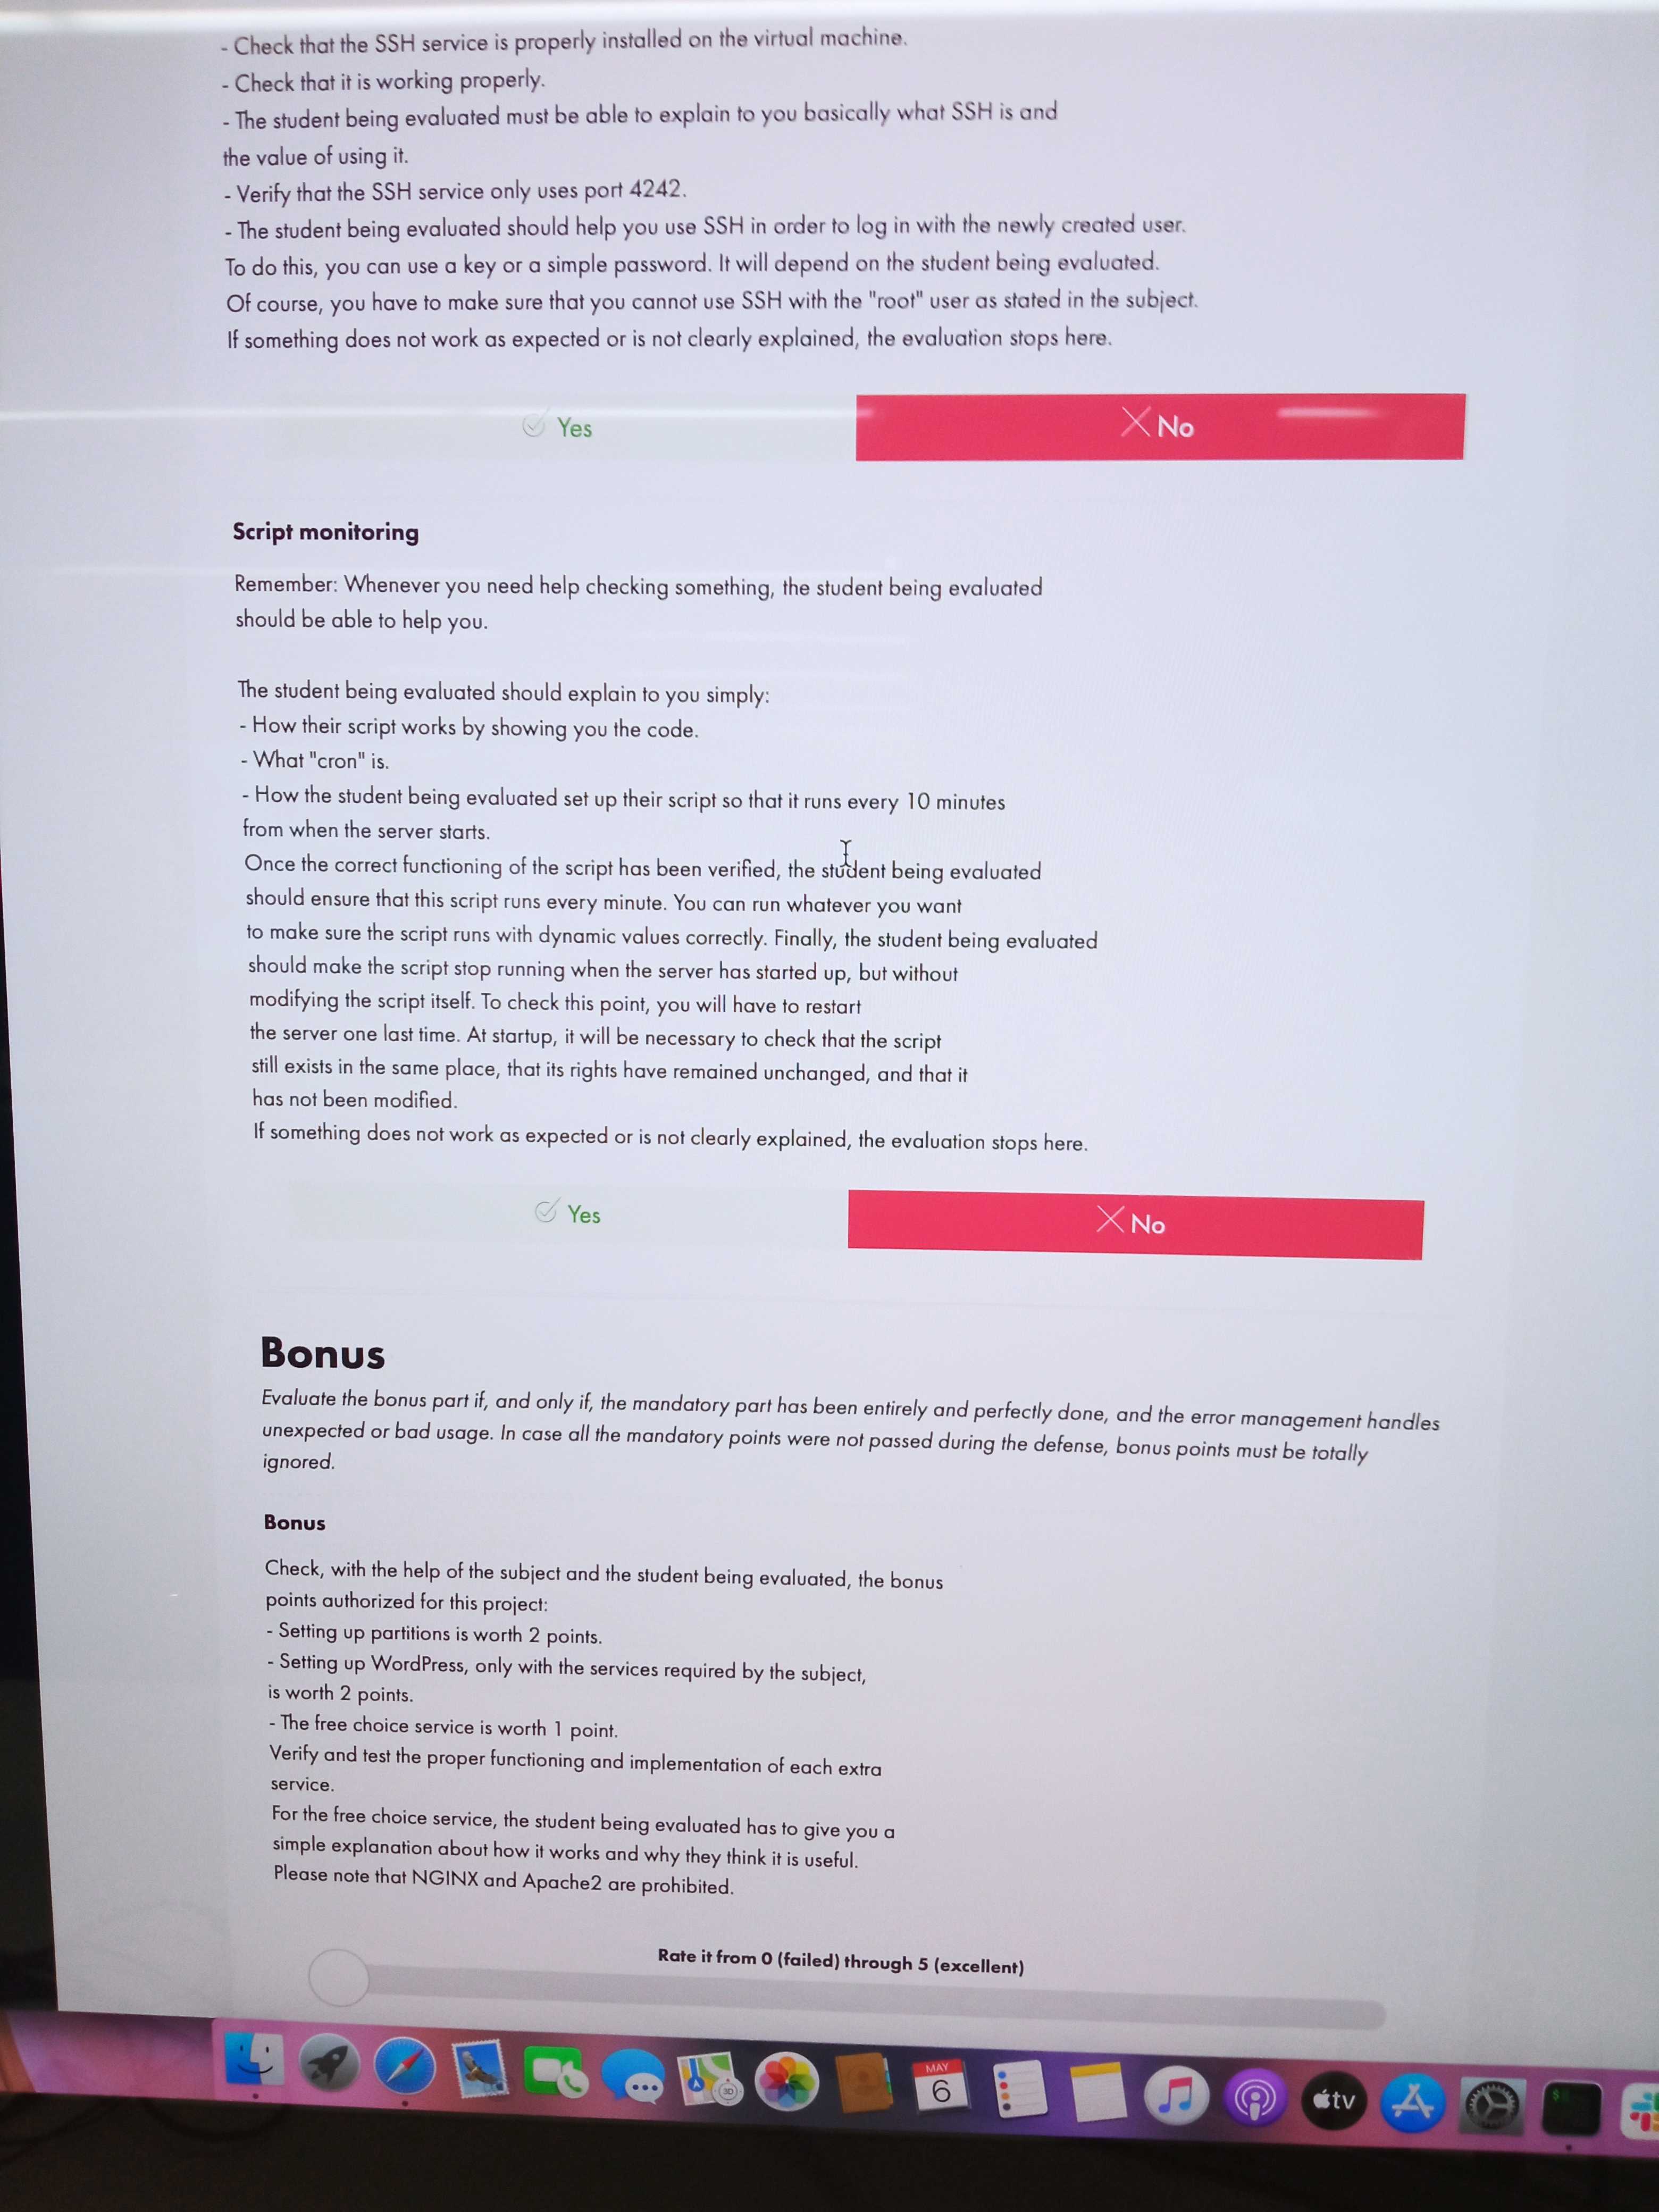 - Check that the SSH service is properly installed on the virtual machine.
- Check that it is working properly.
- The student being evaluated must be able to explain to you basically what SSH is and
the value of using it.
- Verify that the SSH service only uses port 4242.
- The student being evaluated should help you use SSH in order to log in with the newly created user.
To do this, you can use a key or a simple password. It will depend on the student being evaluated.
Of course, you have to make sure that you cannot use SSH with the "root" user as stated in the subject.
If something does not work as expected or is not clearly explained, the evaluation stops here.
Yes
No
Script monitoring
Remember: Whenever you need help checking something, the student being evaluated
should be able to help you.
The student being evaluated should explain to you simply:
- How their script works by showing you the code.
- What "cron" is.
- How the student being evaluated set up their script so that it runs every 10 minutes
from when the server starts.
Once the correct functioning of the script has been verified, the student being evaluated
should ensure that this script runs every minute. You can run whatever you want
to make sure the script runs with dynamic values correctly. Finally, the student being evaluated
should make the script stop running when the server has started up, but without
modifying the script itself. To check this point, you will have to restart
the server one last time. At startup, it will be necessary to check that the script
still exists in the same place, that its rights have remained unchanged, and that it
has not been modified.
If something does not work as expected or is not clearly explained, the evaluation stops here.
Yes
No
Bonus
Evaluate the bonus part if, and only if, the mandatory part has been entirely and perfectly done, and the error management handles
unexpected or bad usage. In case all the mandatory points were not passed during the defense, bonus points must be totally
ignored.
Bonus
Check, with the help of the subject and the student being evaluated, the bonus
points authorized for this project:
- Setting up partitions is worth 2 points.
- Setting up WordPress, only with the services required by the subject,
is worth 2 points.
- The free choice service is worth 1 point.
Verify and test the proper functioning and implementation of each extra
service.
For the free choice service, the student being evaluated has to give you a
simple explanation about how it works and why they think it is useful.
Please note that NGINX and Apache2 are prohibited.
Rate it from 0 (failed) through 5 (excellent)
3D
MAY
6
tv